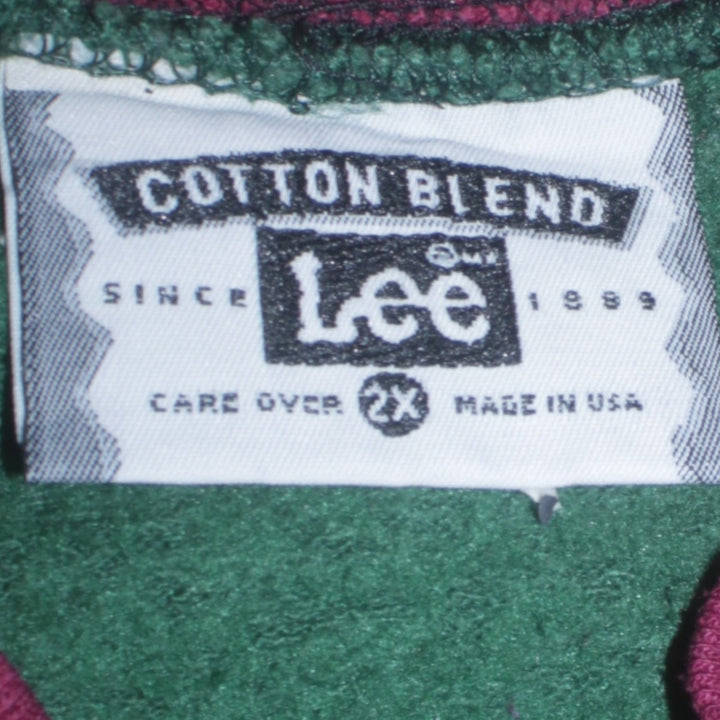 COTTON BLEND
Lee
SINCE 1889
CARE OVER 2X MADE IN USA